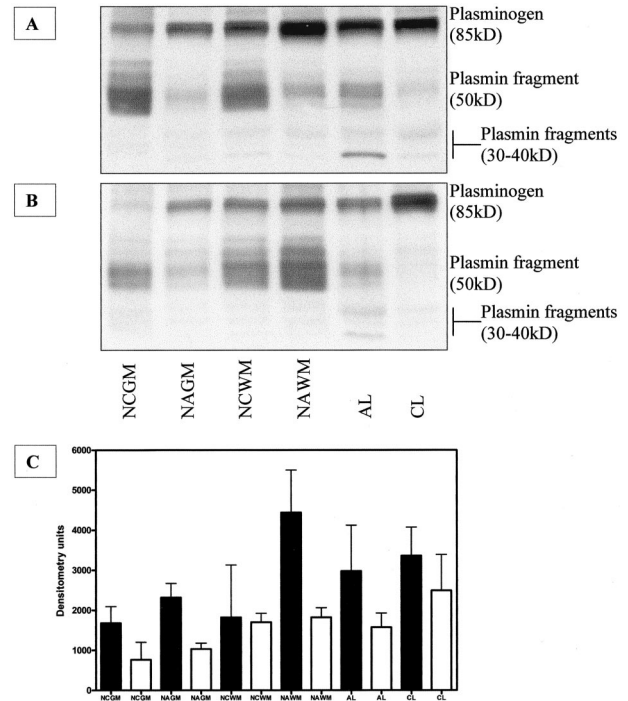 A
Plasminogen
(85kD)
Plasmin fragment
(50kD)
Plasmin fragments
(30-40kD)
B
Plasminogen
(85kD)
Plasmin fragment
(50kD)
Plasmin fragments
(30-40kD)
NCGM NAGM NCWM NAWM AL CL
C
Densitometry units
6000
5000
4000
3000
2000
1000
0
NCGM NCGM NAGM NAGM NCWM NCWM NAWM NAWM AL AL CL CL